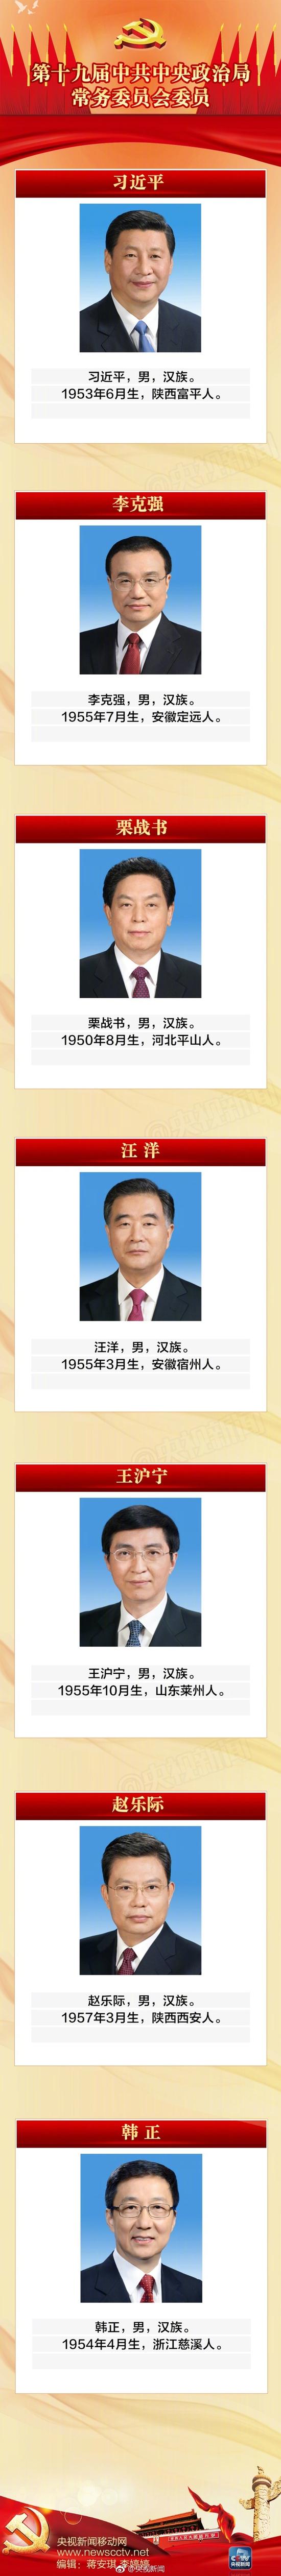 第十九届中共中央政治局
常务委员会委员
习近平
习近平，男，汉族。
1953年6月生，陕西富平人。
李克强
李克强，男，汉族。
1955年7月生，安徽定远人。
栗战书
栗战书，男，汉族。
1950年8月生，河北平山人。
汪 洋
汪洋，男，汉族。
1955年3月生，安徽宿州人。
王沪宁
王沪宁，男，汉族。
1955年10月生，山东莱州人。
赵乐际
赵乐际，男，汉族。
1957年3月生，陕西西安人。
韩 正
韩正，男，汉族。
1954年4月生，浙江慈溪人。
央视新闻移动网
www.newscctv.net
编辑：蒋安琪 李婷婷
@央视新闻